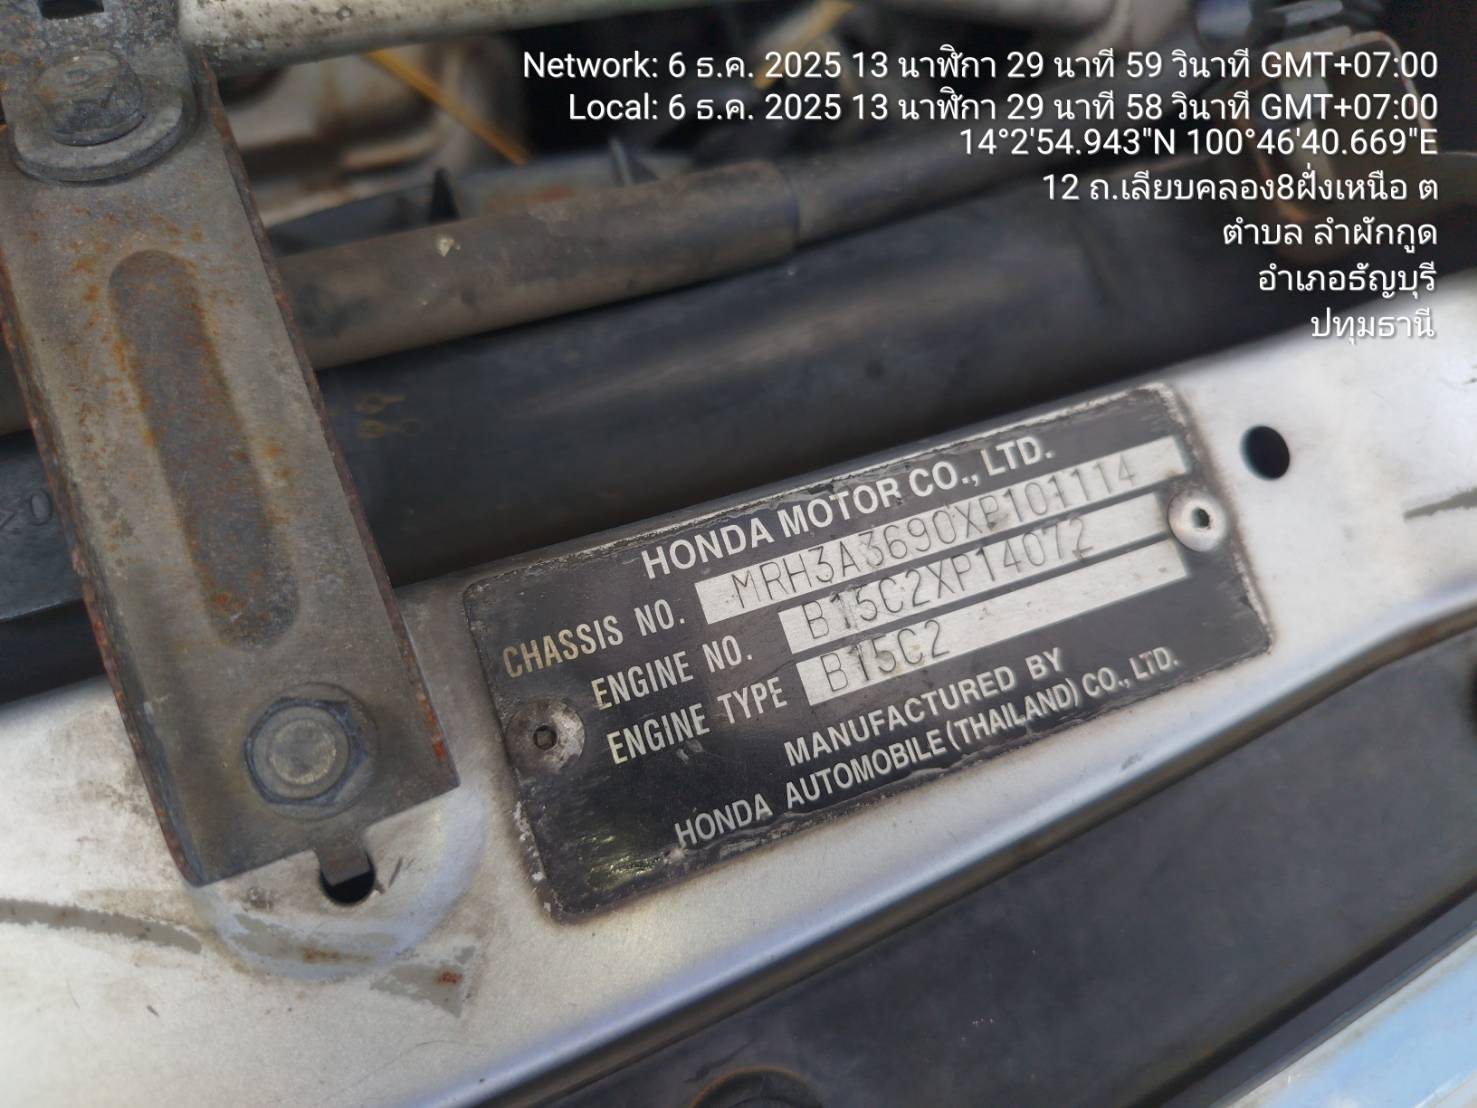 Network: 6 ธ.ค. 2025 13 นาฬิกา 29 นาที 59 วินาที GMT+07:00
Local: 6 ธ.ค. 2025 13 นาฬิกา 29 นาที 58 วินาที GMT+07:00
14°2'54.943"N 100°46'40.669"E
12 ถ.เลียบคลอง8ฝั่งเหนือ ต
ตำบล ลำผักกูด
อำเภอธัญบุรี
ปทุมธานี
HONDA MOTOR CO., LTD.
CHASSIS NO. MRH3A3690XP101114
ENGINE NO. B15C2XP14072
ENGINE TYPE B15C2
MANUFACTURED BY
HONDA AUTOMOBILE (THAILAND) CO., LTD.